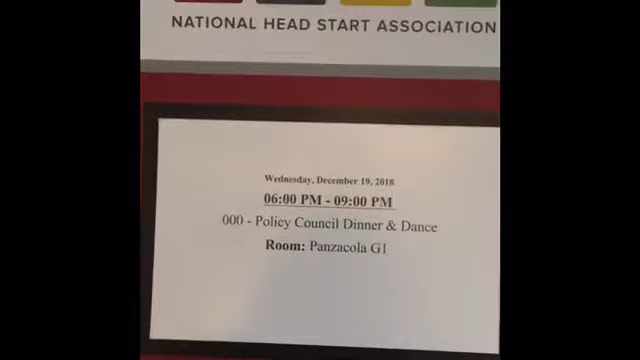 NATIONAL HEAD START ASSOCIATION
Wednesday, December 19, 2018
06:00 PM - 09:00 PM
000 - Policy Council Dinner & Dance
Room: Panzacola G1